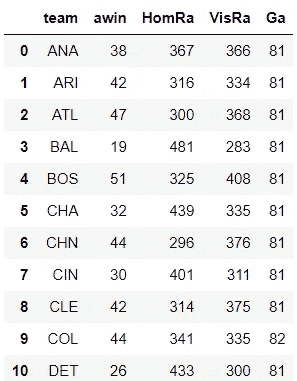 team awin HomRa VisRa Ga
0 ANA 38 367 366 81
1 ARI 42 316 334 81
2 ATL 47 300 368 81
3 BAL 19 481 283 81
4 BOS 51 325 408 81
5 CHA 32 439 335 81
6 CHN 44 296 376 81
7 CIN 30 401 311 81
8 CLE 42 314 375 81
9 COL 44 341 335 82
10 DET 26 433 300 81